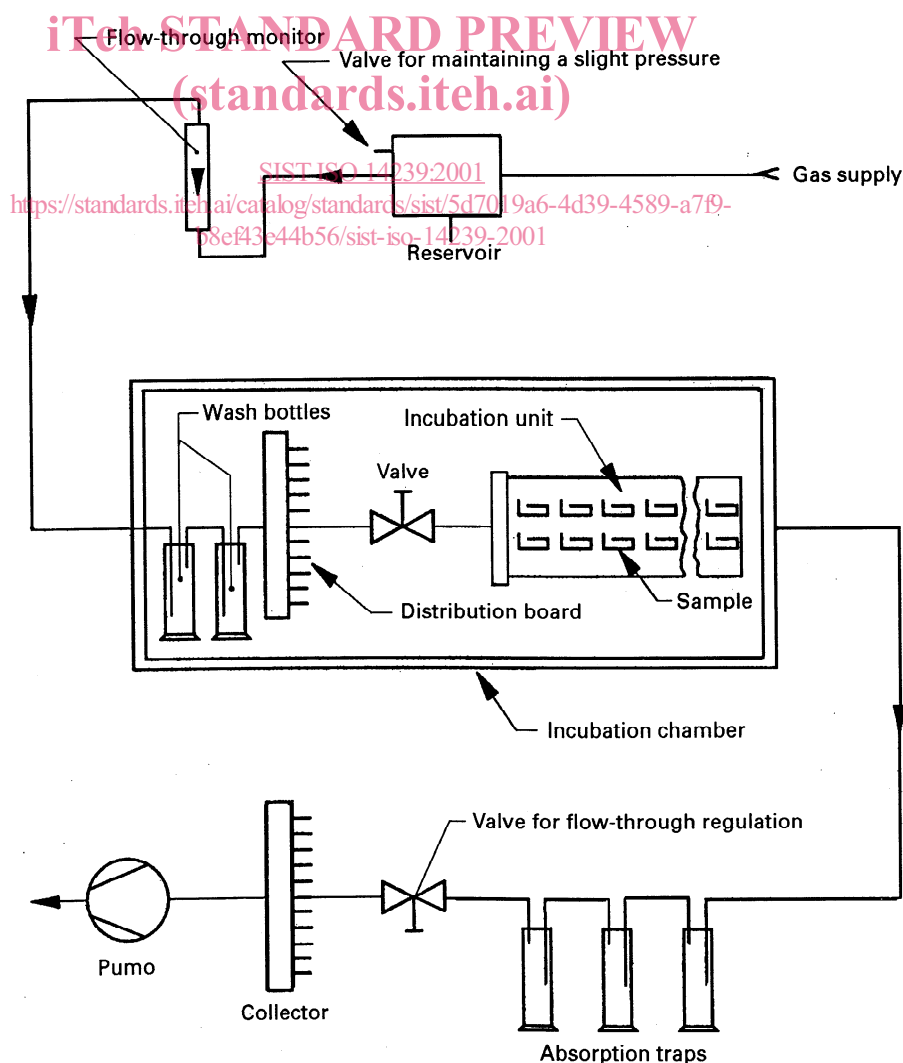 iTeh STANDARD PREVIEW
Flow-through monitor
Valve for maintaining a slight pressure
(standards.iteh.ai)
SIST ISO 14239:2001
Gas supply
https://standards.iteh.ai/catalog/standards/sist/5d7019a6-4d39-4589-a7f9-
b8ef43e44b56/sist-iso-14239-2001
Reservoir
Wash bottles
Incubation unit
Valve
Sample
Distribution board
Incubation chamber
Valve for flow-through regulation
Pumo
Collector
Absorption traps